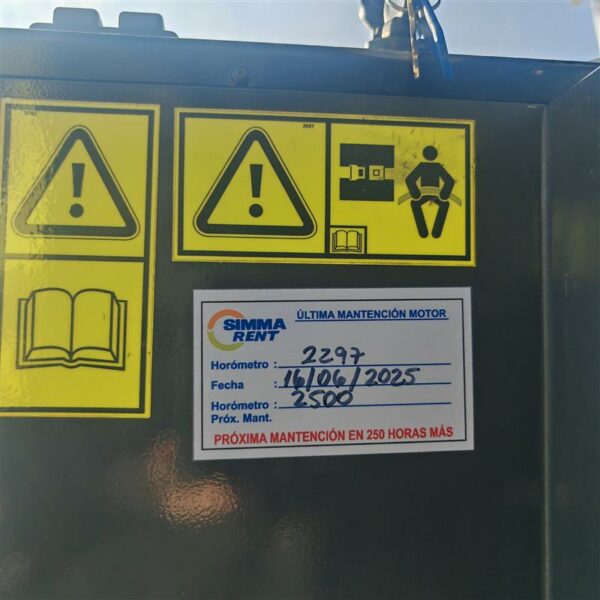 SIMMA RENT
ÚLTIMA MANTENCIÓN MOTOR
Horómetro : 2297
Fecha : 16/06/2025
Horómetro : 2500
Próx. Mant.
PRÓXIMA MANTENCIÓN EN 250 HORAS MÁS